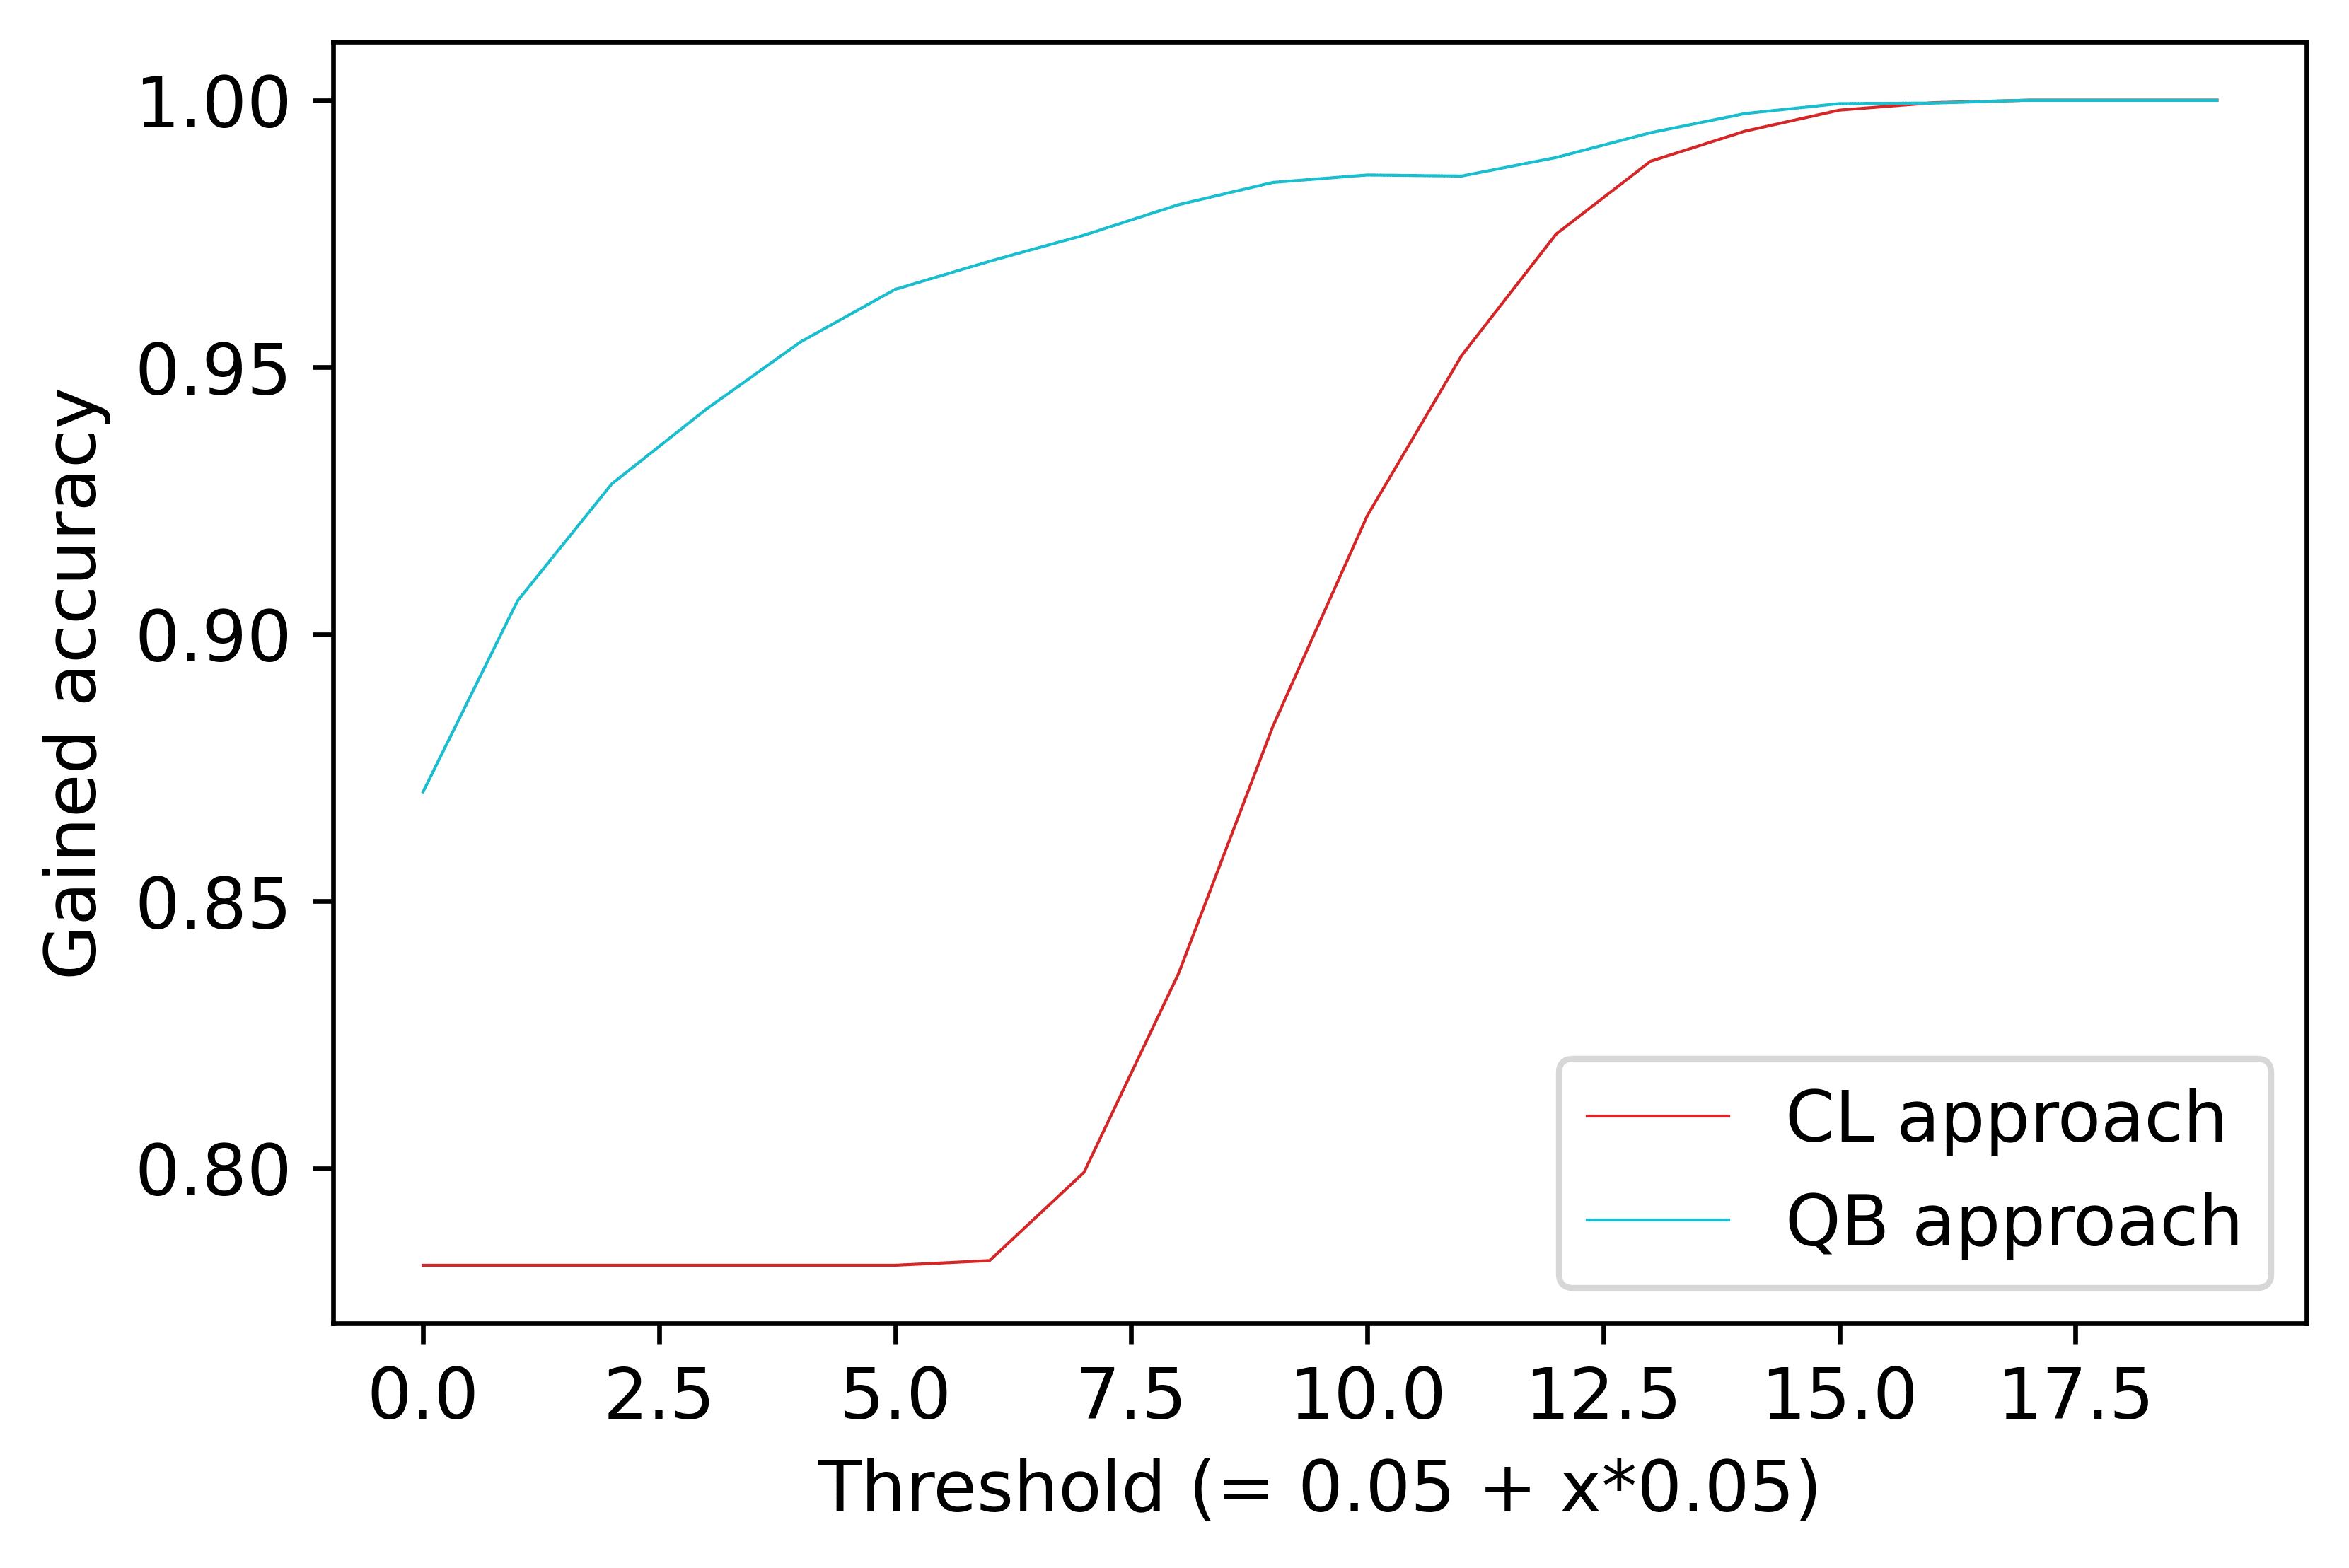 Gained accuracy
1.00
0.95
0.90
0.85
0.80
CL approach
QB approach
0.0 2.5 5.0 7.5 10.0 12.5 15.0 17.5
Threshold (= 0.05 + x*0.05)